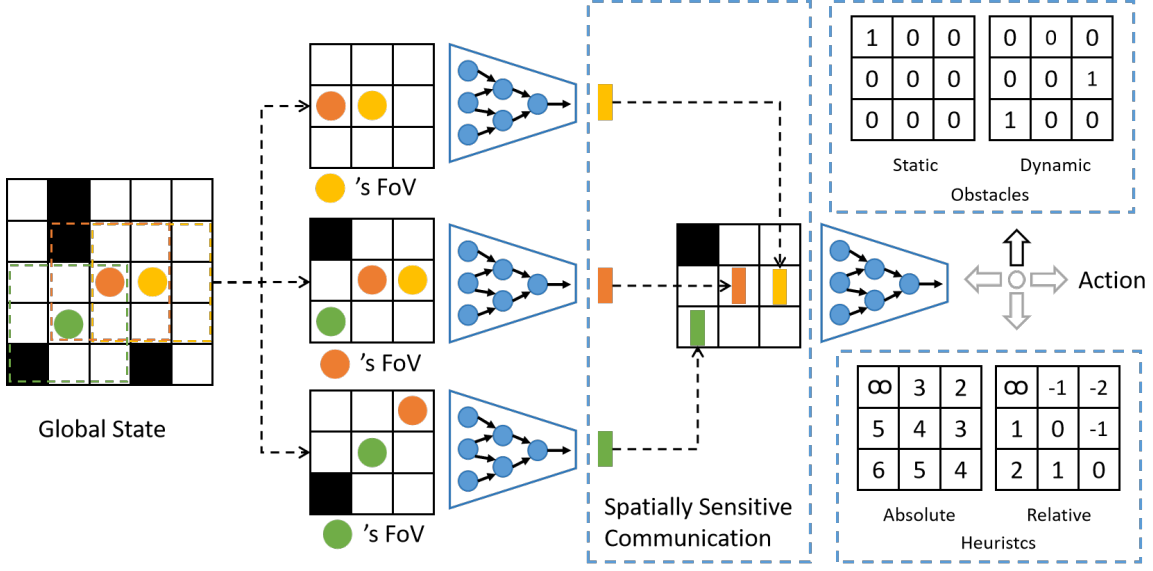 Global State
's FoV
's FoV
's FoV
Spatially Sensitive
Communication
1 0 0
0 0 0
0 0 0
Static
0 0 0
0 0 1
1 0 0
Dynamic
Obstacles
Action
∞ 3 2
5 4 3
6 5 4
Absolute
∞ -1 -2
1 0 -1
2 1 0
Relative
Heuristcs